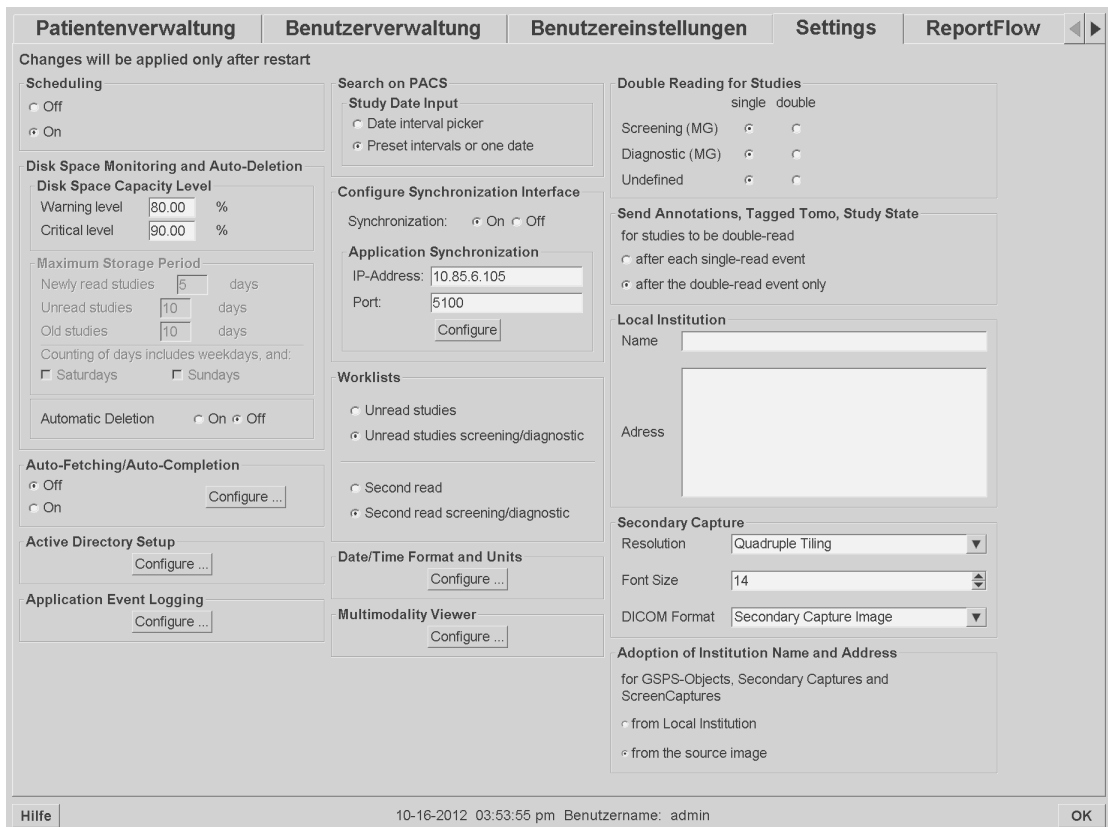 Patientenverwaltung Benutzerverwaltung Benutzereinstellungen Settings ReportFlow
Changes will be applied only after restart
Scheduling
Off
On
Disk Space Monitoring and Auto-Deletion
Disk Space Capacity Level
Warning level 80.00 %
Critical level 90.00 %
Maximum Storage Period
Newly read studies 5 days
Unread studies 10 days
Old studies 10 days
Counting of days includes weekdays, and:
Saturdays Sundays
Automatic Deletion On Off
Auto-Fetching/Auto-Completion
Off
On
Configure ...
Active Directory Setup
Configure ...
Application Event Logging
Configure ...
Search on PACS
Study Date Input
Date interval picker
Preset intervals or one date
Configure Synchronization Interface
Synchronization: On Off
Application Synchronization
IP-Address: 10.85.6.105
Port: 5100
Configure
Worklists
Unread studies
Unread studies screening/diagnostic
Second read
Second read screening/diagnostic
Date/Time Format and Units
Configure ...
Multimodality Viewer
Configure ...
Double Reading for Studies
single double
Screening (MG)
Diagnostic (MG)
Undefined
Send Annotations, Tagged Tomo, Study State
for studies to be double-read
after each single-read event
after the double-read event only
Local Institution
Name
Adress
Secondary Capture
Resolution Quadruple Tiling
Font Size 14
DICOM Format Secondary Capture Image
Adoption of Institution Name and Address
for GSPS-Objects, Secondary Captures and
ScreenCaptures
from Local Institution
from the source image
Hilfe 10-16-2012 03:53:55 pm Benutzername: admin OK